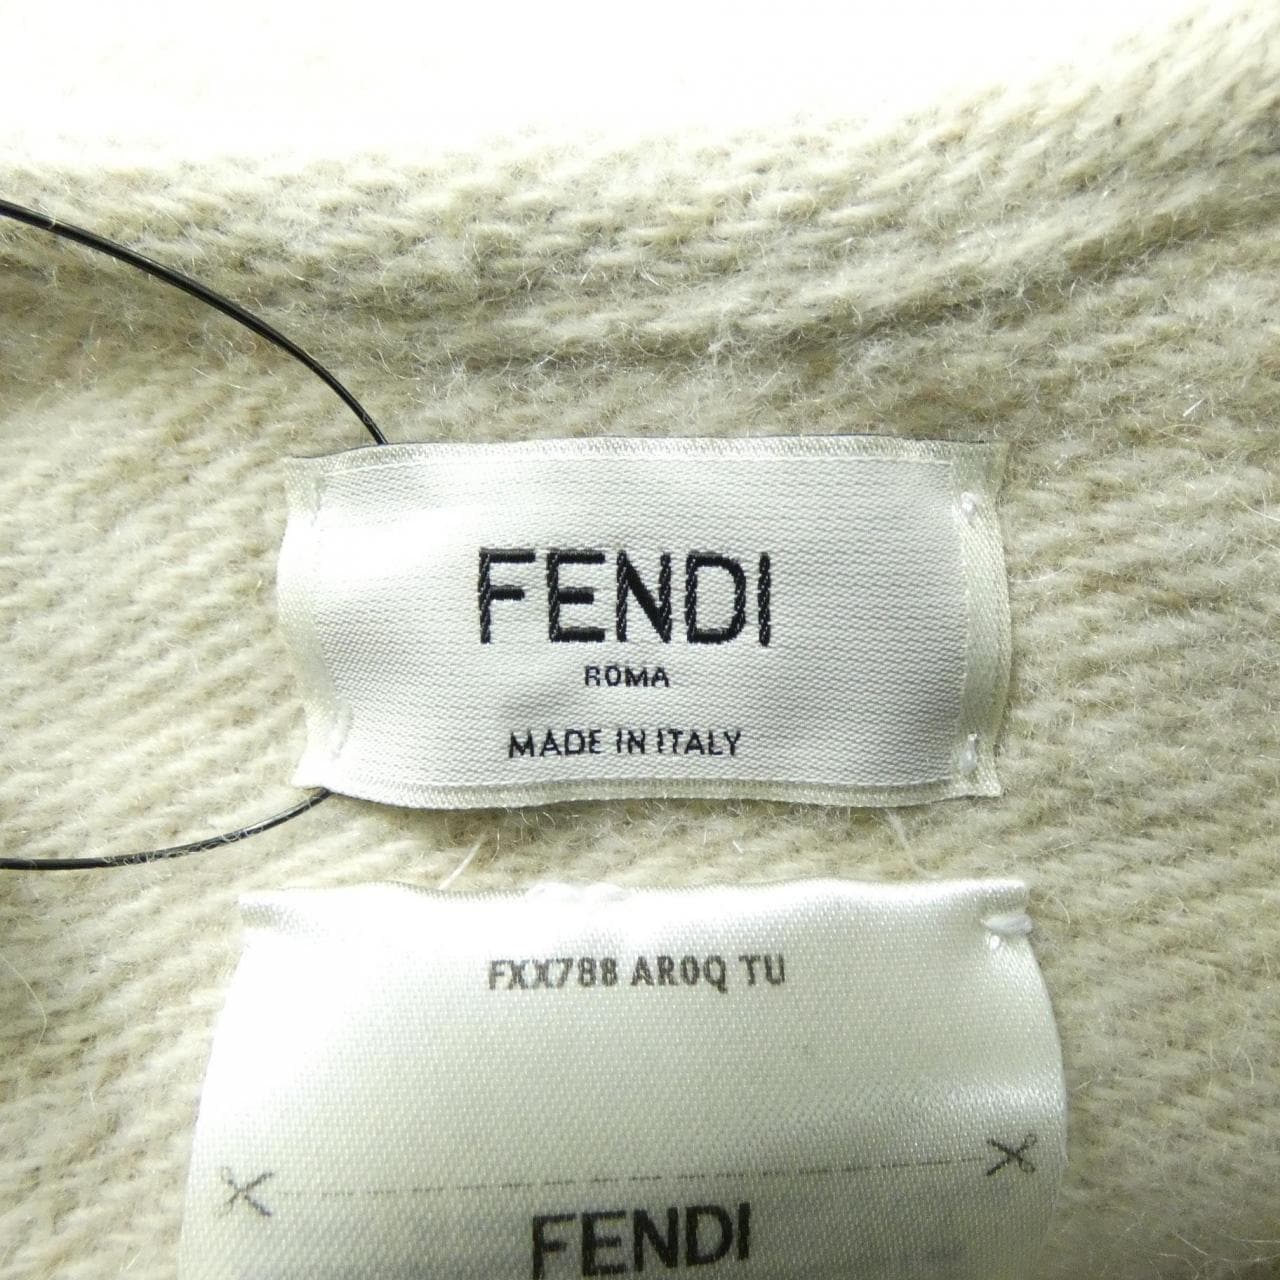 FENDI
ROMA
MADE IN ITALY
FXX788 AR0Q TU
FENDI